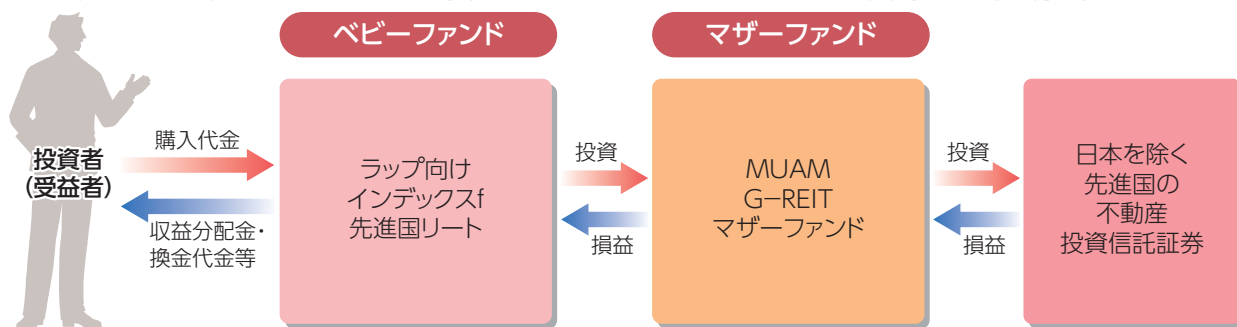 ベビーファンド
マザーファンド
投資者
(受益者)
購入代金
収益分配金・
換金代金等
ラップ向け
インデックスf
先進国リート
投資
損益
MUAM
G-REIT
マザーファンド
投資
損益
日本を除く
先進国の
不動産
投資信託証券